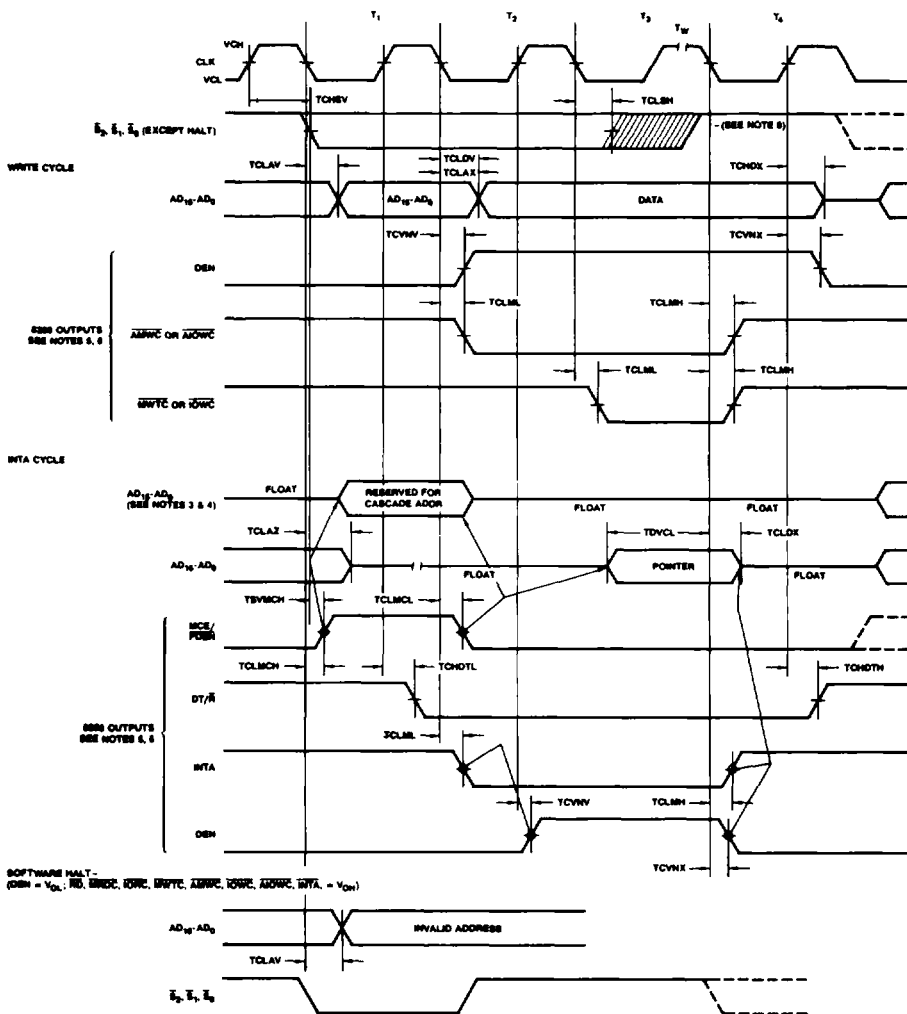 T1 T2 T3 T4
TW
VCH
CLK
VCL
TCHSV TCLSH
S̅2, S̅1, S̅0 (EXCEPT HALT) (SEE NOTE 8)
WRITE CYCLE
TCLAV TCLDV TCHDX
TCLAX
AD15-AD0 AD15-AD0 DATA
TCVNV TCVNX
DEN
TCLML TCLMH
8288 OUTPUTS
SEE NOTES 5, 6
AMWC OR AIOWC
TCLML TCLMH
MWTC OR IOWC
INTA CYCLE
AD15-AD0
(SEE NOTES 3 & 4)
FLOAT RESERVED FOR
CASCADE ADDR
FLOAT FLOAT
TCLAZ TDVCL TCLDX
AD15-AD0 FLOAT POINTER FLOAT
TSVMCH TCLMCL
MCE/
PDEN
TCLMCH TCHDTL TCHDTH
DT/R̅
8288 OUTPUTS
SEE NOTES 5, 6
TCLML
INTA
TCVNV TCLMH
DEN
TCVNX
SOFTWARE HALT -
(DEN = VOL; RD, MRDC, IORC, MWTC, AMWC, IOWC, AIOWC, INTA, = VOH)
AD15-AD0 INVALID ADDRESS
TCLAV
S̅2, S̅1, S̅0